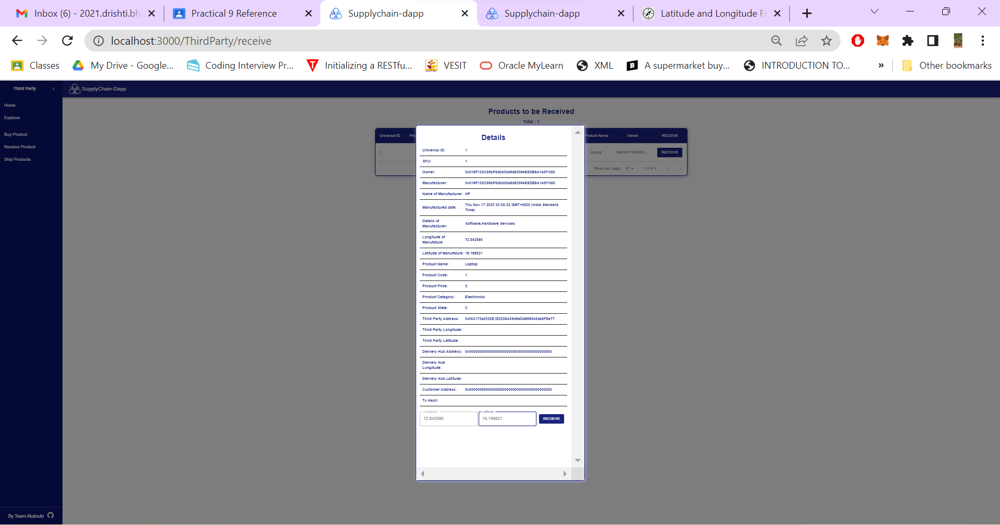 Inbox (6) - 2021.drishti.bh
Practical 9 Reference
Supplychain-dapp
Supplychain-dapp
Latitude and Longitude Fi
localhost:3000/ThirdParty/receive
Classes
My Drive - Google...
Coding Interview Pr...
Initializing a RESTfu...
VESIT
Oracle MyLearn
XML
A supermarket buy...
INTRODUCTION TO...
»
Other bookmarks
Third Party
SupplyChain-Dapp
Home
Explorer
Buy Product
Receive Product
Ship Products
Products to be Received
Total : 1
Universal ID Pro
Product Name Owner RECEIVE
1
Laptop RECEIVE
Rows per page: 10 1-1 of 1
Details
Universal ID: 1
SKU: 1
Owner:
Manufacturer:
Name of Manufacturer: HP
Manufactured date: Thu Nov 17 2022 23:38:22 GMT+0530 (India Standard
Time)
Details of
Manufacturer: Software,Hardware Services
Longitude of
Manufature: 72.842590
Latitude of Manufature: 19.199821
Product Name: Laptop
Product Code: 1
Product Price: 2
Product Category: Electronics
Product State: 2
Third Party Address:
Third Party Longitude:
Third Party Latitude:
Delivery Hub Address: 0x0000000000000000000000000000000000000000
Delivery Hub
Longitude:
Delivery Hub Latitude:
Customer Address: 0x0000000000000000000000000000000000000000
Tx Hash:
Longitude
72.842590
Latitude
19.199821
RECIEVE
By Team Akatsuki